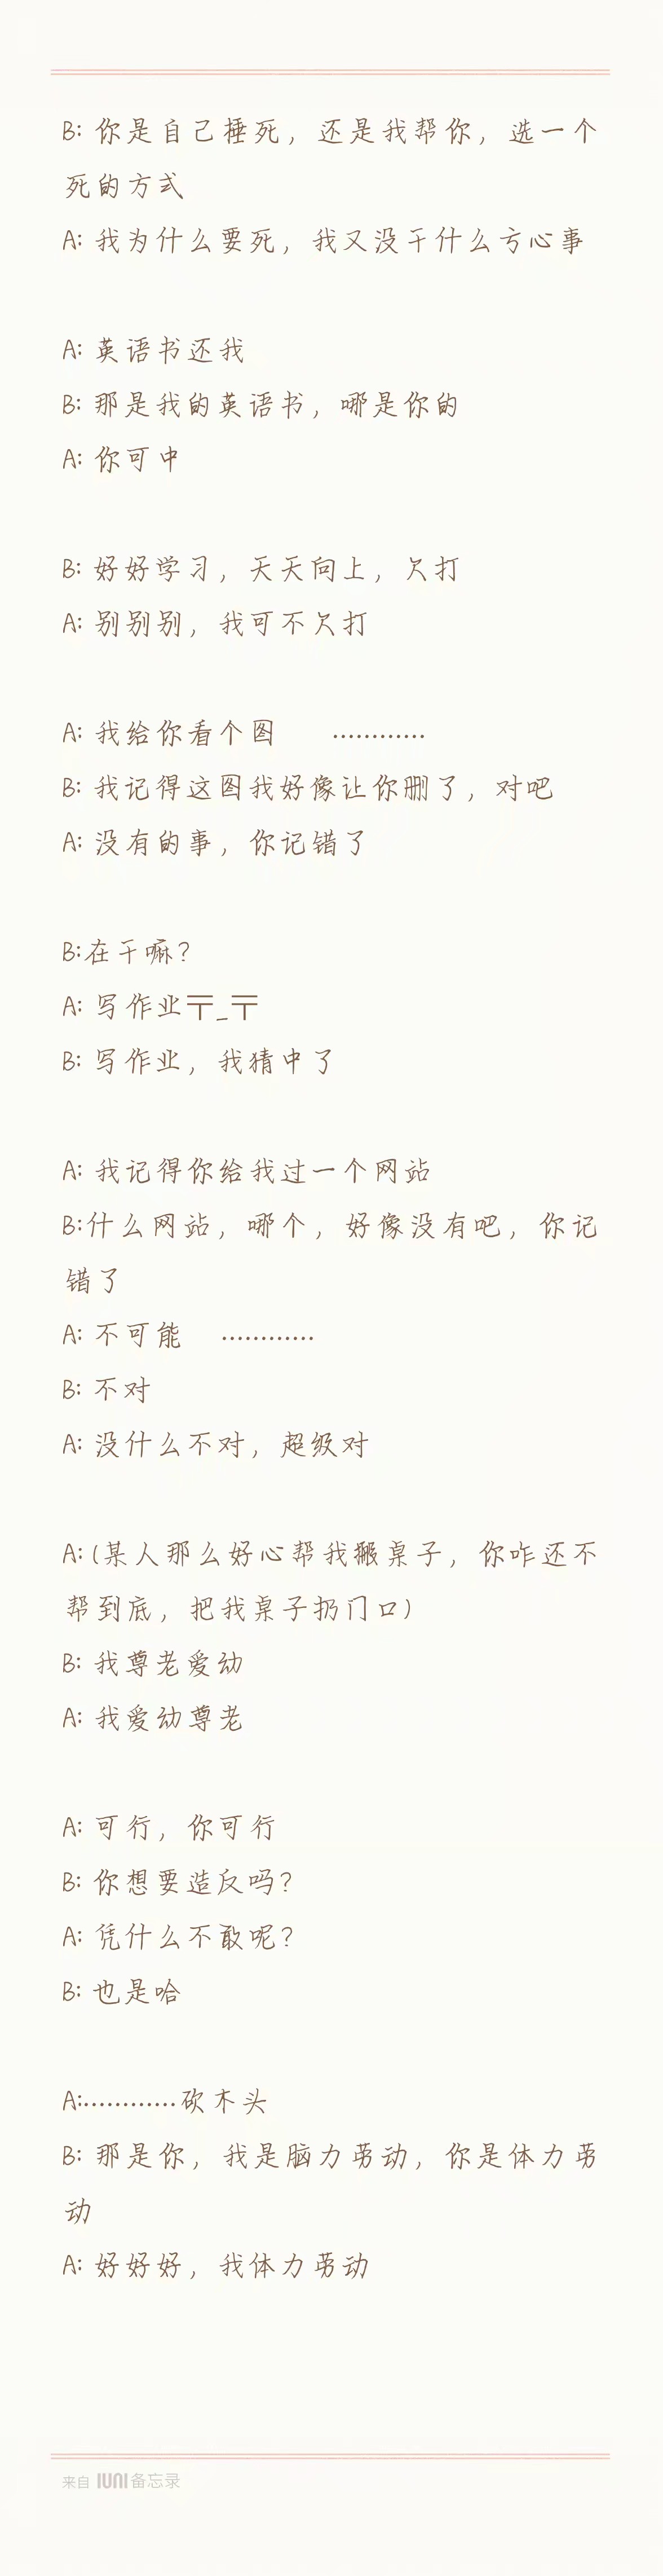 B: 你是自己捶死，还是我帮你，选一个
死的方式
A: 我为什么要死，我又没干什么亏心事
A: 英语书还我
B: 那是我的英语书，哪是你的
A: 你可中
B: 好好学习，天天向上，欠打
A: 别别别，我可不欠打
A: 我给你看个图 …………
B: 我记得这图我好像让你删了，对吧
A: 没有的事，你记错了
B:在干嘛？
A: 写作业〒_〒
B: 写作业，我猜中了
A: 我记得你给我过一个网站
B:什么网站，哪个，好像没有吧，你记
错了
A: 不可能 …………
B: 不对
A: 没什么不对，超级对
A: (某人那么好心帮我搬桌子，你咋还不
帮到底，把我桌子扔门口)
B: 我尊老爱幼
A: 我爱幼尊老
A: 可行，你可行
B: 你想要造反吗？
A: 凭什么不敢呢？
B: 也是哈
A:…………砍木头
B: 那是你，我是脑力劳动，你是体力劳
动
A: 好好好，我体力劳动
来自 IUNI备忘录